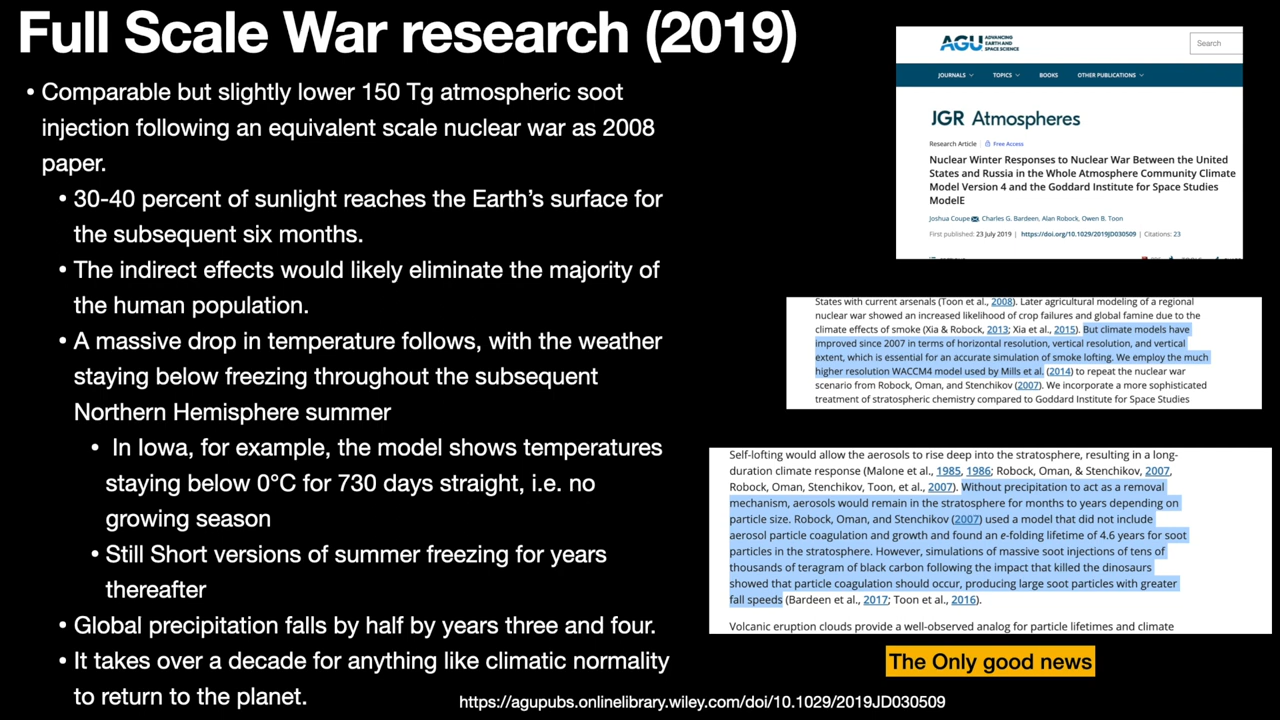 Full Scale War research (2019)
• Comparable but slightly lower 150 Tg atmospheric soot
injection following an equivalent scale nuclear war as 2008
paper.
• 30-40 percent of sunlight reaches the Earth’s surface for
the subsequent six months.
• The indirect effects would likely eliminate the majority of
the human population.
• A massive drop in temperature follows, with the weather
staying below freezing throughout the subsequent
Northern Hemisphere summer
• In Iowa, for example, the model shows temperatures
staying below 0°C for 730 days straight, i.e. no
growing season
• Still Short versions of summer freezing for years
thereafter
• Global precipitation falls by half by years three and four.
• It takes over a decade for anything like climatic normality
to return to the planet.
AGU ADVANCING
EARTH AND
SPACE SCIENCE
Search
JOURNALS TOPICS BOOKS OTHER PUBLICATIONS
JGR Atmospheres
Research Article | Free Access
Nuclear Winter Responses to Nuclear War Between the United
States and Russia in the Whole Atmosphere Community Climate
Model Version 4 and the Goddard Institute for Space Studies
ModelE
Joshua Coupe, Charles G. Bardeen, Alan Robock, Owen B. Toon
First published: 23 July 2019 | https://doi.org/10.1029/2019JD030509 | Citations: 23
States with current arsenals (Toon et al., 2008). Later agricultural modeling of a regional
nuclear war showed an increased likelihood of crop failures and global famine due to the
climate effects of smoke (Xia & Robock, 2013; Xia et al., 2015). But climate models have
improved since 2007 in terms of horizontal resolution, vertical resolution, and vertical
extent, which is essential for an accurate simulation of smoke lofting. We employ the much
higher resolution WACCM4 model used by Mills et al. (2014) to repeat the nuclear war
scenario from Robock, Oman, and Stenchikov (2007). We incorporate a more sophisticated
treatment of stratospheric chemistry compared to Goddard Institute for Space Studies
Self-lofting would allow the aerosols to rise deep into the stratosphere, resulting in a long-
duration climate response (Malone et al., 1985, 1986; Robock, Oman, & Stenchikov, 2007,
Robock, Oman, Stenchikov, Toon, et al., 2007). Without precipitation to act as a removal
mechanism, aerosols would remain in the stratosphere for months to years depending on
particle size. Robock, Oman, and Stenchikov (2007) used a model that did not include
aerosol particle coagulation and growth and found an e-folding lifetime of 4.6 years for soot
particles in the stratosphere. However, simulations of massive soot injections of tens of
thousands of teragram of black carbon following the impact that killed the dinosaurs
showed that particle coagulation should occur, producing large soot particles with greater
fall speeds (Bardeen et al., 2017; Toon et al., 2016).
Volcanic eruption clouds provide a well-observed analog for particle lifetimes and climate
The Only good news
https://agupubs.onlinelibrary.wiley.com/doi/10.1029/2019JD030509